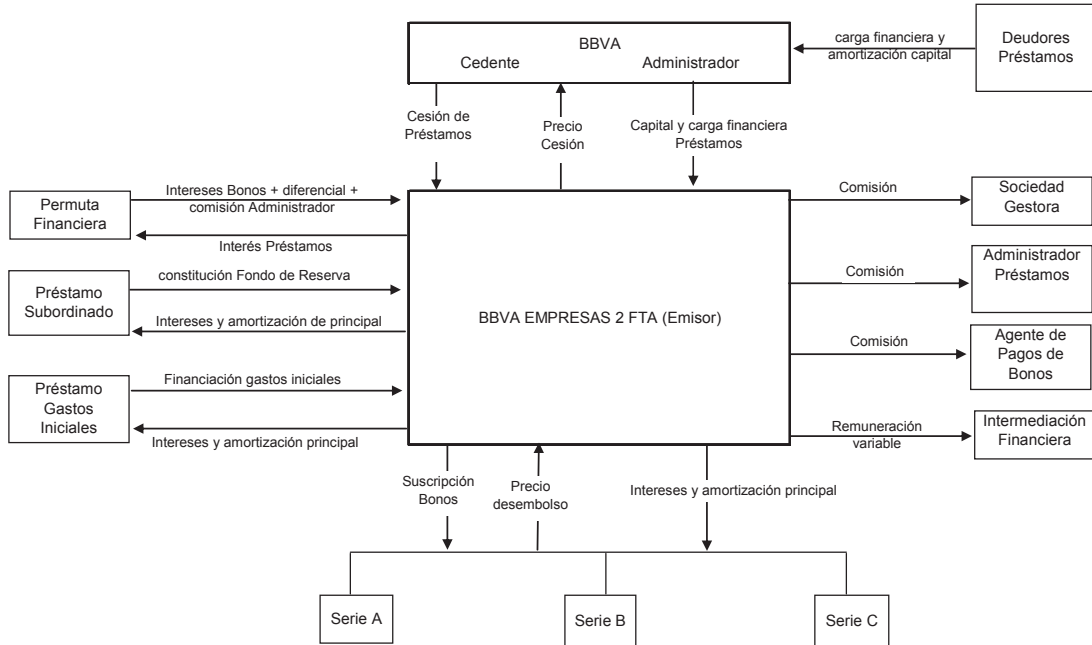 BBVA
Cedente
Administrador
carga financiera y
amortización capital
Deudores
Préstamos
Cesión de
Préstamos
Precio
Cesión
Capital y carga financiera
Préstamos
Permuta
Financiera
Intereses Bonos + diferencial +
comisión Administrador
Interés Préstamos
Préstamo
Subordinado
constitución Fondo de Reserva
Intereses y amortización de principal
Préstamo
Gastos
Iniciales
Financiación gastos iniciales
Intereses y amortización principal
BBVA EMPRESAS 2 FTA (Emisor)
Comisión
Sociedad
Gestora
Comisión
Administrador
Préstamos
Comisión
Agente de
Pagos de
Bonos
Remuneración
variable
Intermediación
Financiera
Suscripción
Bonos
Precio
desembolso
Intereses y amortización principal
Serie A
Serie B
Serie C